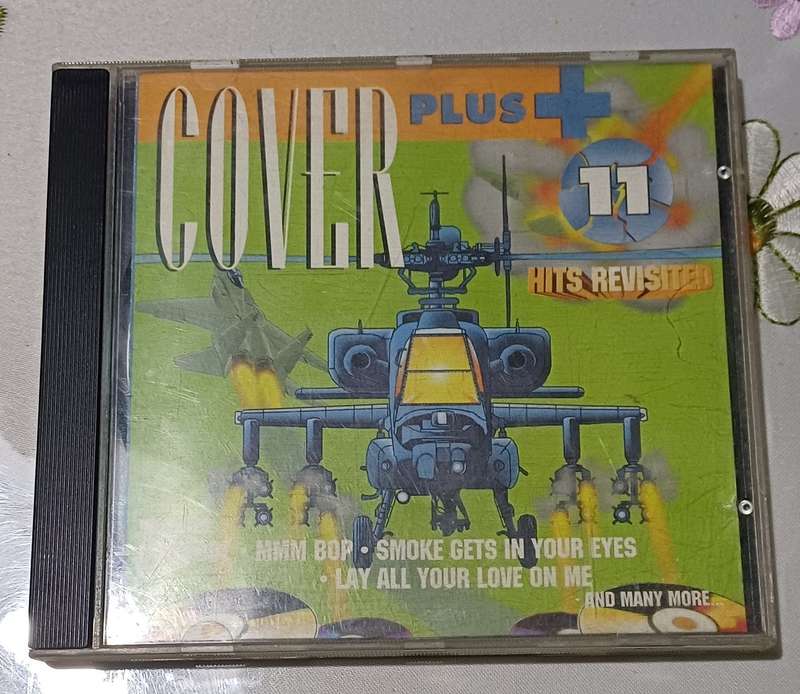 COVER PLUS+
11
HITS REVISITED
MMM BOP • SMOKE GETS IN YOUR EYES
• LAY ALL YOUR LOVE ON ME
- AND MANY MORE...